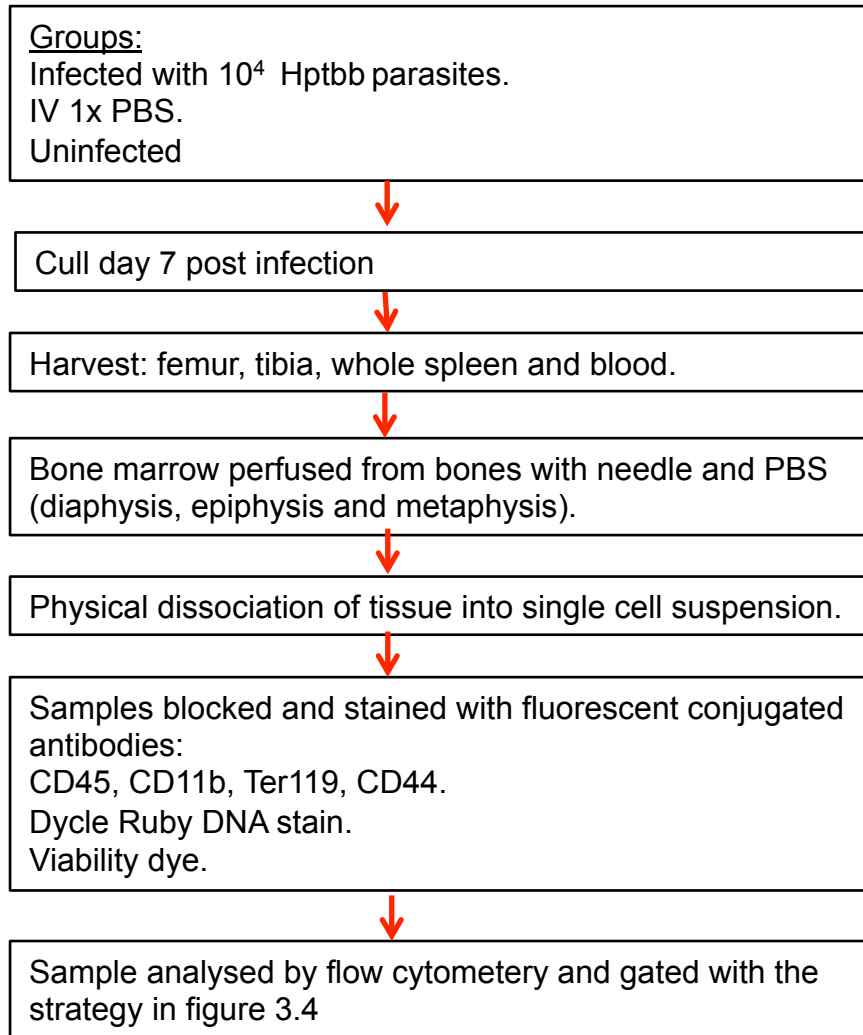 Groups:
Infected with 10⁴ Hptbb parasites.
IV 1x PBS.
Uninfected
Cull day 7 post infection
Harvest: femur, tibia, whole spleen and blood.
Bone marrow perfused from bones with needle and PBS
(diaphysis, epiphysis and metaphysis).
Physical dissociation of tissue into single cell suspension.
Samples blocked and stained with fluorescent conjugated
antibodies:
CD45, CD11b, Ter119, CD44.
Dycle Ruby DNA stain.
Viability dye.
Sample analysed by flow cytometery and gated with the
strategy in figure 3.4